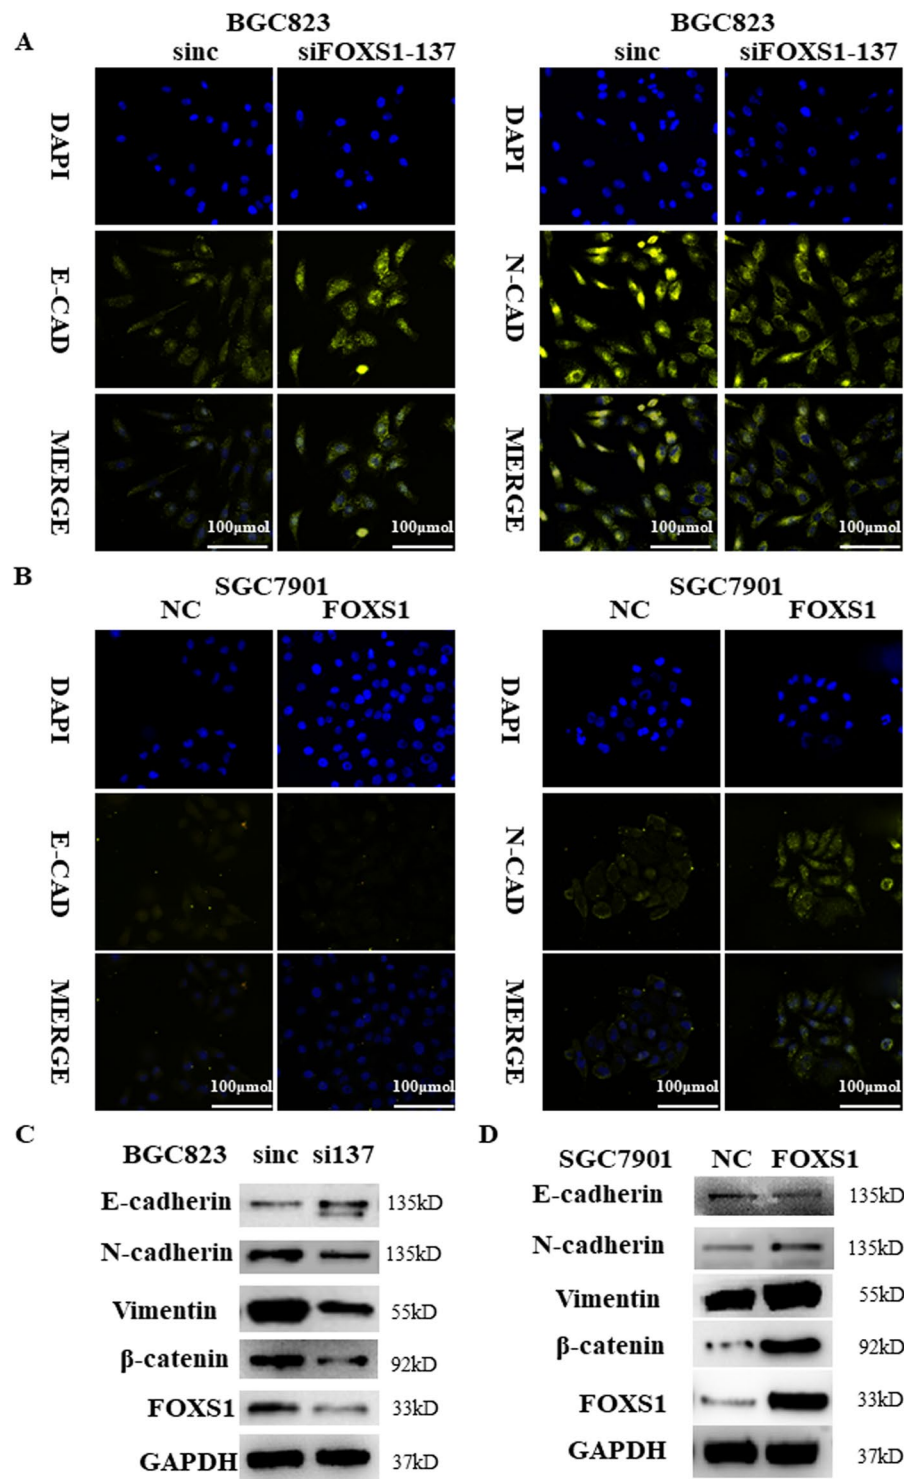 A
BGC823
sinc siFOXS1-137
BGC823
sinc siFOXS1-137
DAPI
E-CAD
MERGE
100μmol 100μmol
DAPI
N-CAD
MERGE
100μmol 100μmol
B
SGC7901
NC FOXS1
SGC7901
NC FOXS1
DAPI
E-CAD
MERGE
100μmol 100μmol
DAPI
N-CAD
MERGE
100μmol 100μmol
C
BGC823 sinc si137
E-cadherin 135kD
N-cadherin 135kD
Vimentin 55kD
β-catenin 92kD
FOXS1 33kD
GAPDH 37kD
D
SGC7901 NC FOXS1
E-cadherin 135kD
N-cadherin 135kD
Vimentin 55kD
β-catenin 92kD
FOXS1 33kD
GAPDH 37kD